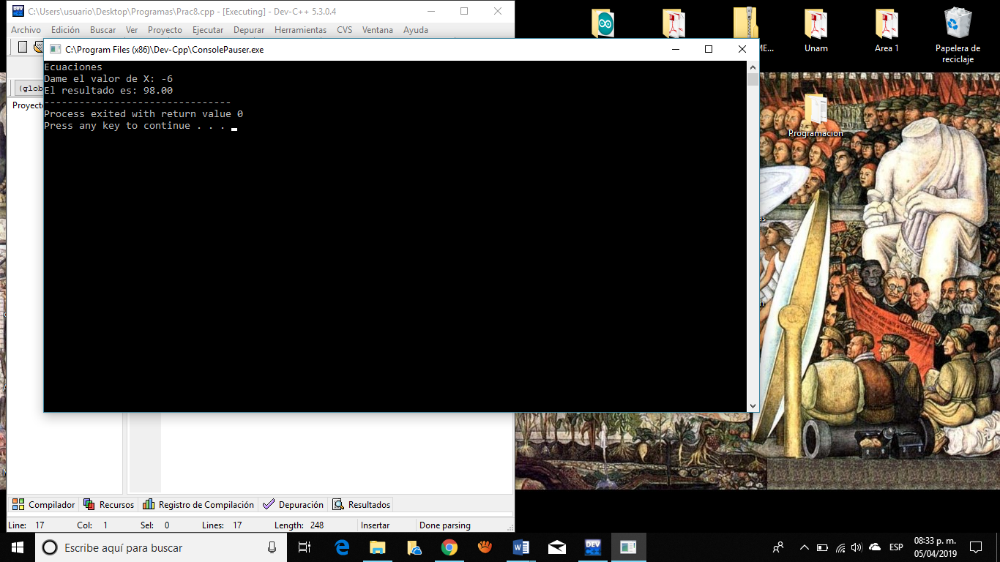 C:\Users\usuario\Desktop\Programas\Prac8.cpp - [Executing] - Dev-C++ 5.3.0.4
Archivo Edición Buscar Ver Proyecto Ejecutar Depurar Herramientas CVS Ventana Ayuda
C:\Program Files (x86)\Dev-Cpp\ConsolePauser.exe
Ecuaciones
Dame el valor de X: -6
El resultado es: 98.00
--------------------------------
Process exited with return value 0
Press any key to continue . . .
(glob
Proyecto
ME...
Unam
Area 1
Papelera de
reciclaje
Programacion
Compilador Recursos Registro de Compilación Depuración Resultados
Line: 17 Col: 1 Sel: 0 Lines: 17 Length: 248 Insertar Done parsing
Escribe aquí para buscar
DEV
ESP
08:33 p. m.
05/04/2019